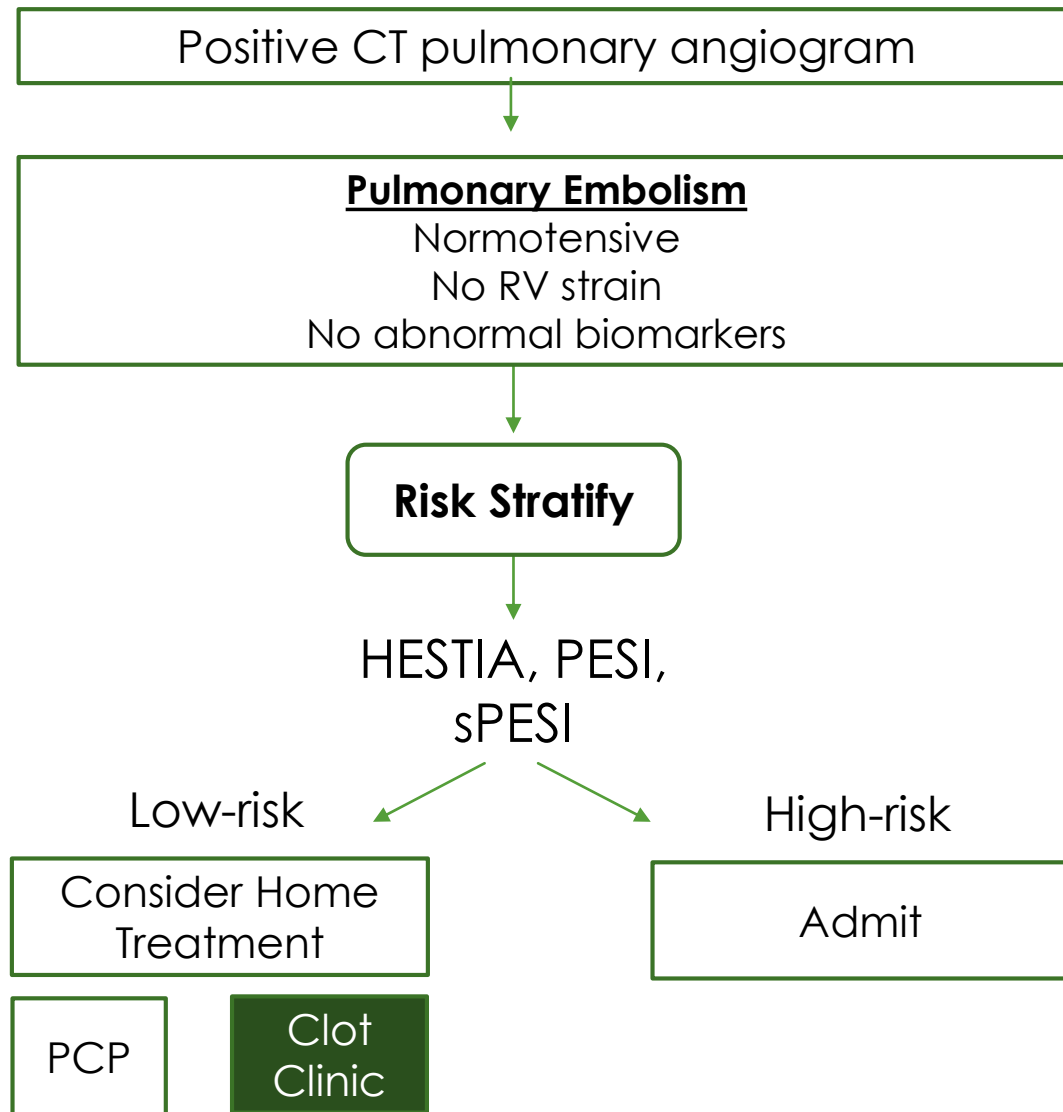 Positive CT pulmonary angiogram
Pulmonary Embolism
Normotensive
No RV strain
No abnormal biomarkers
Risk Stratify
HESTIA, PESI,
sPESI
Low-risk
High-risk
Consider Home
Treatment
Admit
PCP
Clot
Clinic